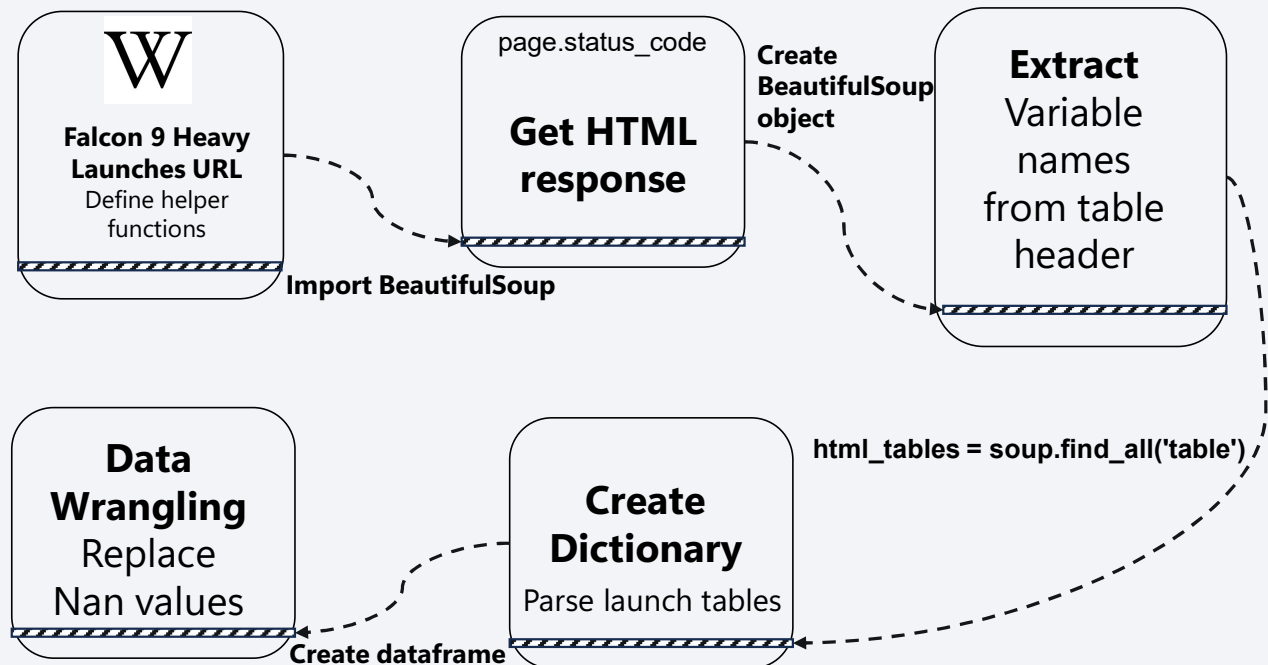 W
Falcon 9 Heavy
Launches URL
Define helper
functions
Import BeautifulSoup
page.status_code
Get HTML
response
Create
BeautifulSoup
object
Extract
Variable
names
from table
header
html_tables = soup.find_all('table')
Create
Dictionary
Parse launch tables
Create dataframe
Data
Wrangling
Replace
Nan values